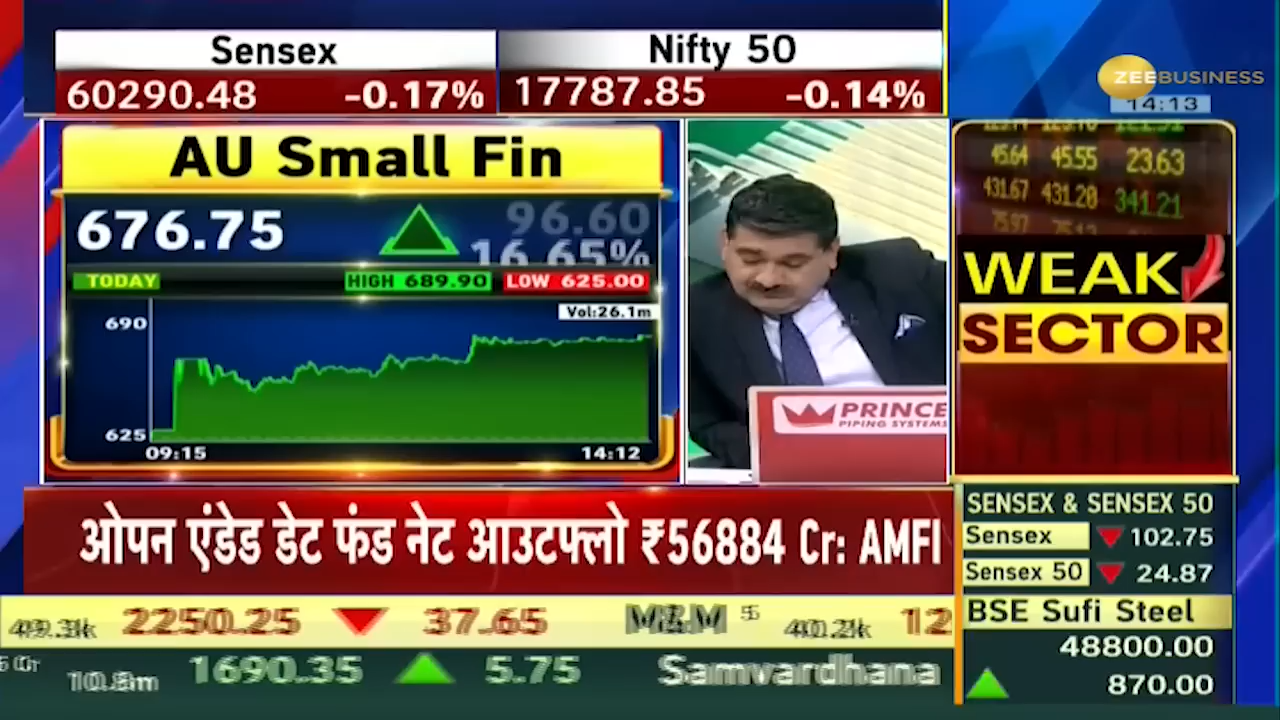 Sensex
60290.48 -0.17%
Nifty 50
17787.85 -0.14%
ZEEBUSINESS
14:13
AU Small Fin
676.75
96.60
16.65%
TODAY HIGH 689.90 LOW 625.00
Vol:26.1m
690
625
09:15 14:12
PRINCE
PIPING SYSTEMS
45.64 45.55 23.63
431.67 431.20 341.21
WEAK
SECTOR
ओपन एंडेड डेट फंड नेट आउटफ्लो ₹56884 Cr: AMFI
SENSEX & SENSEX 50
Sensex 102.75
Sensex 50 24.87
BSE Sufi Steel
48800.00
870.00
2250.25 37.65 M&M
1690.35 5.75 Samvardhana